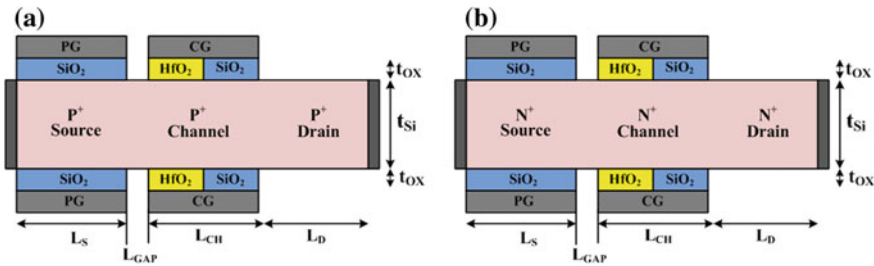 (a)
PG
CG
SiO₂
HfO₂ SiO₂
tOX
P⁺ Source
P⁺ Channel
P⁺ Drain
tSi
SiO₂
HfO₂ SiO₂
tOX
PG
CG
LS
LGAP
LCH
LD
(b)
PG
CG
SiO₂
HfO₂ SiO₂
tOX
N⁺ Source
N⁺ Channel
N⁺ Drain
tSi
SiO₂
HfO₂ SiO₂
tOX
PG
CG
LS
LGAP
LCH
LD